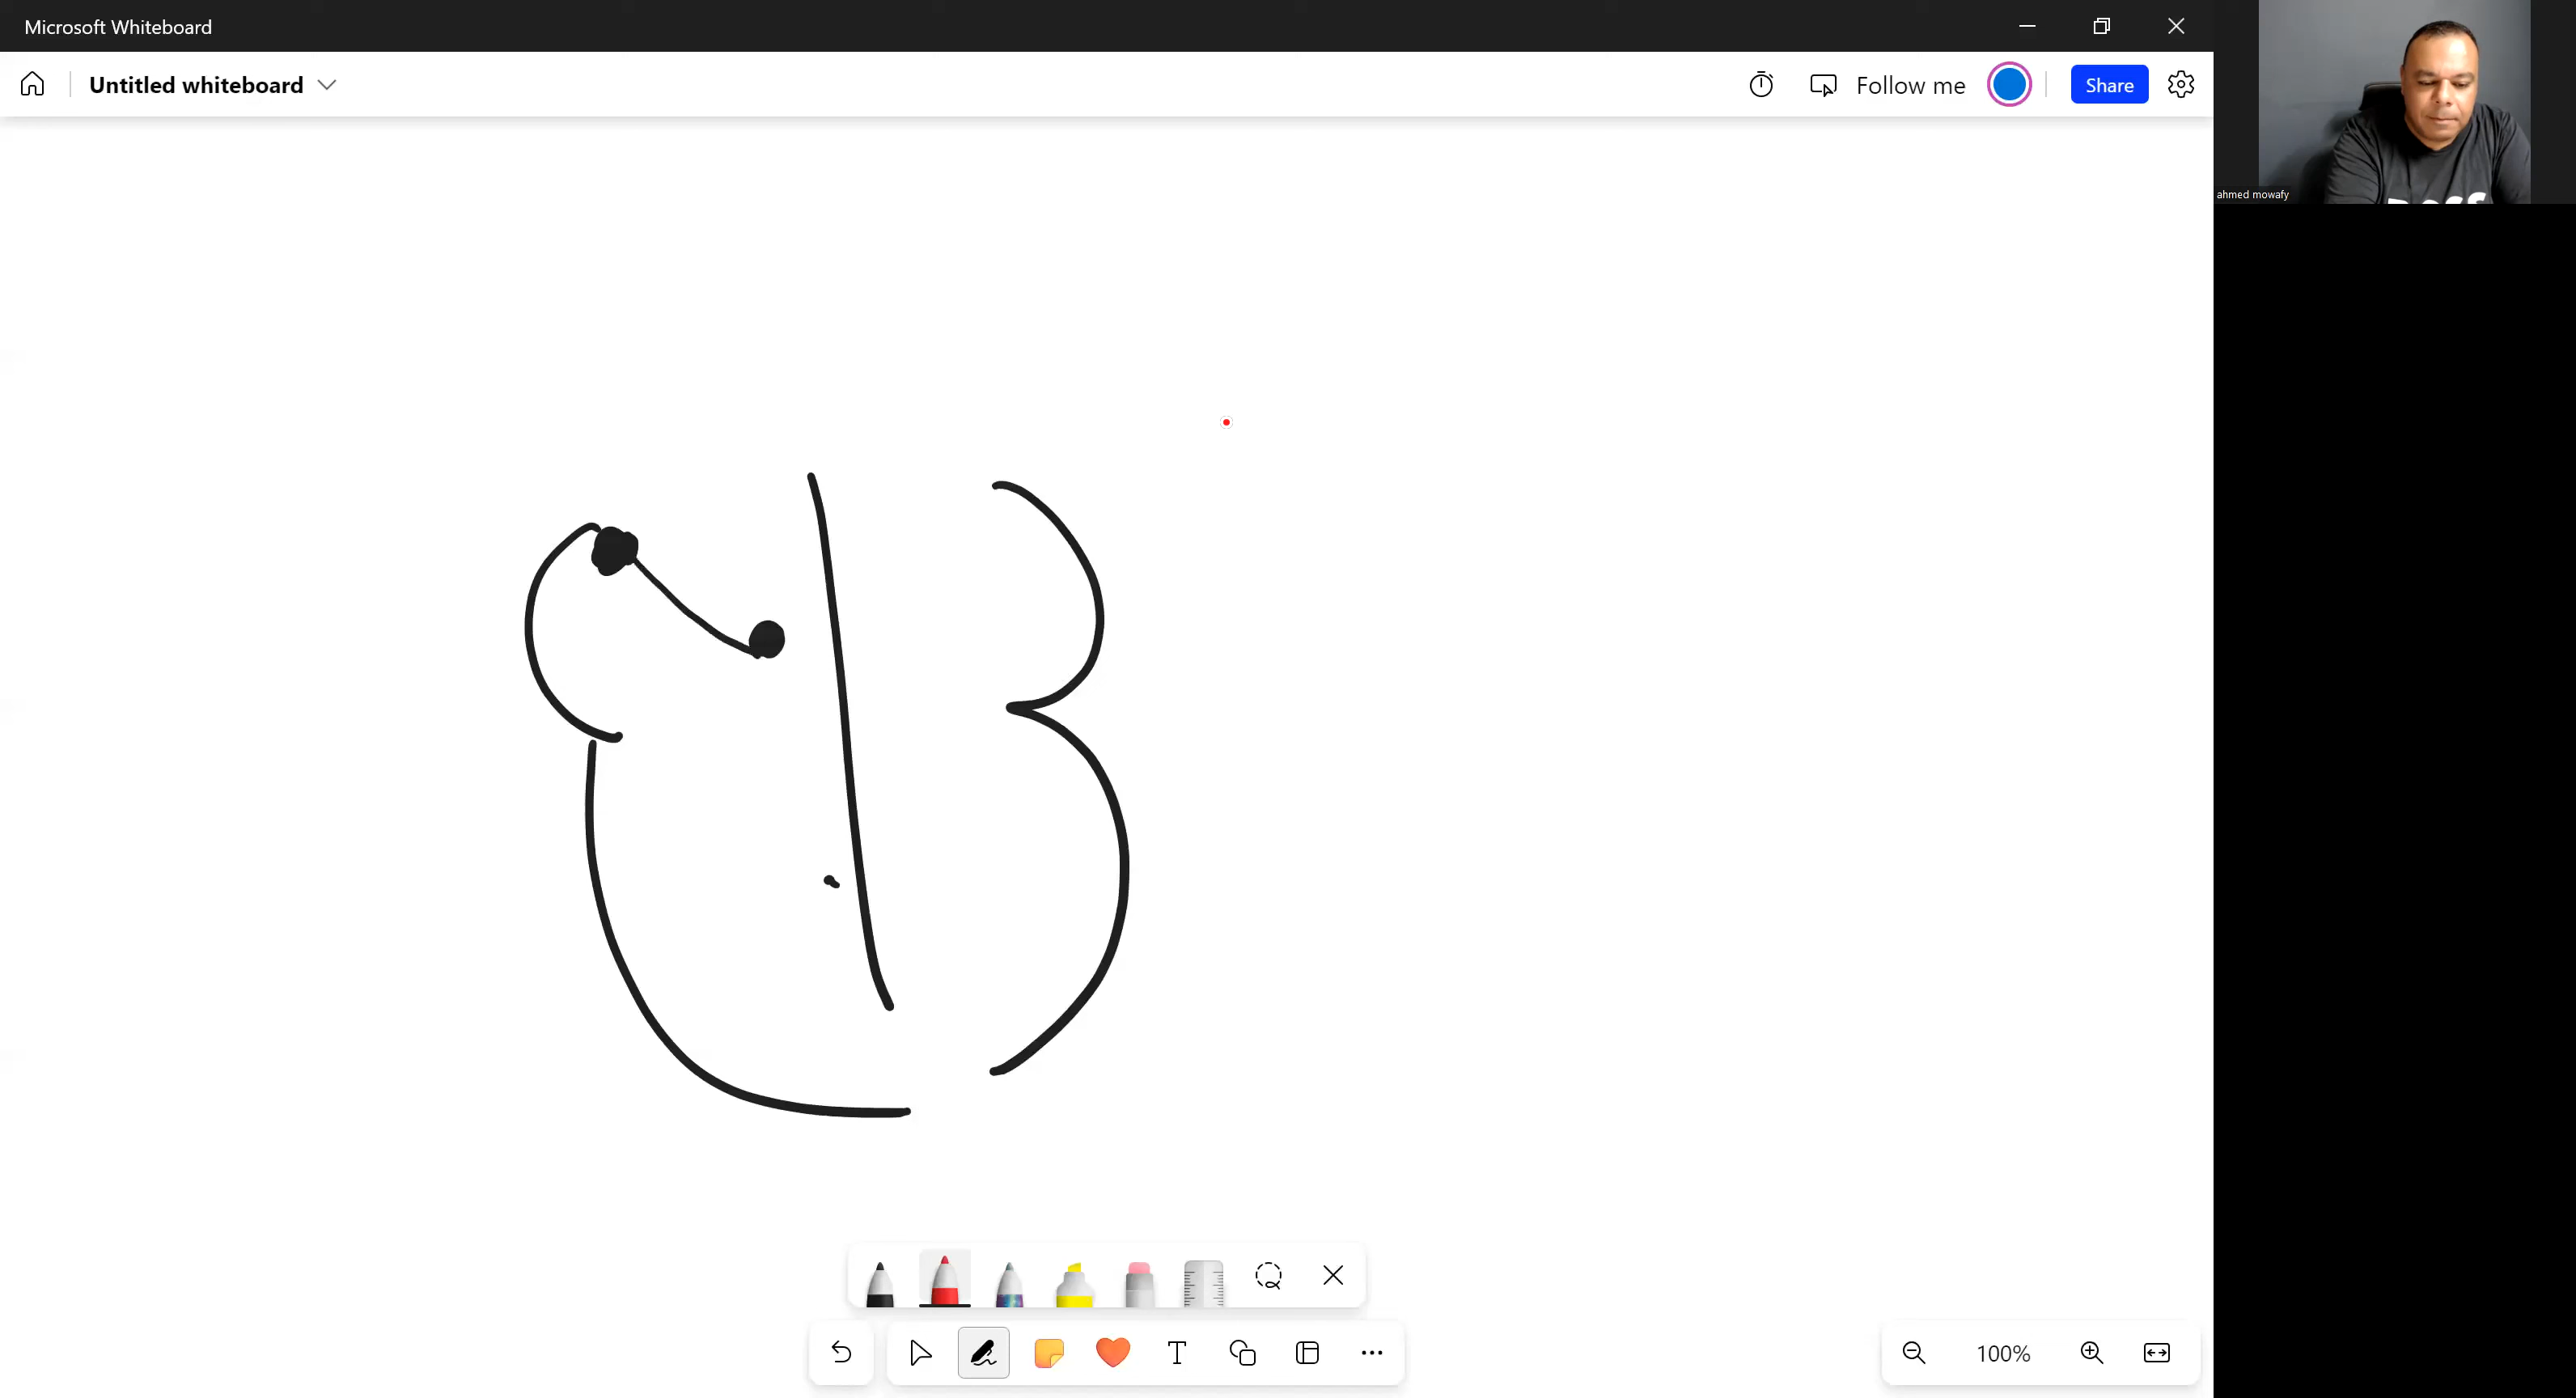 Microsoft Whiteboard
Untitled whiteboard
Follow me
Share
ahmed mowafy
100%